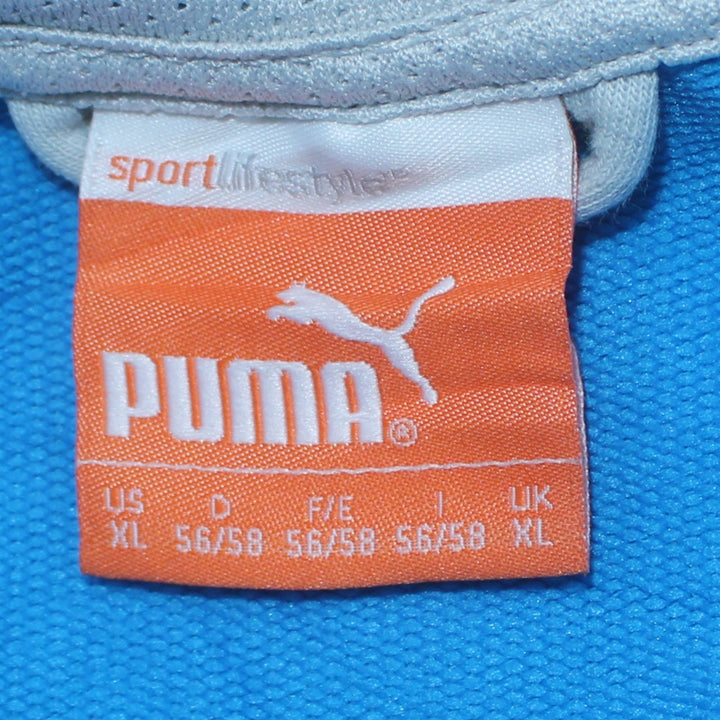 sportlifestyle®
PUMA®
US D F/E I UK
XL 56/58 56/58 56/58 XL